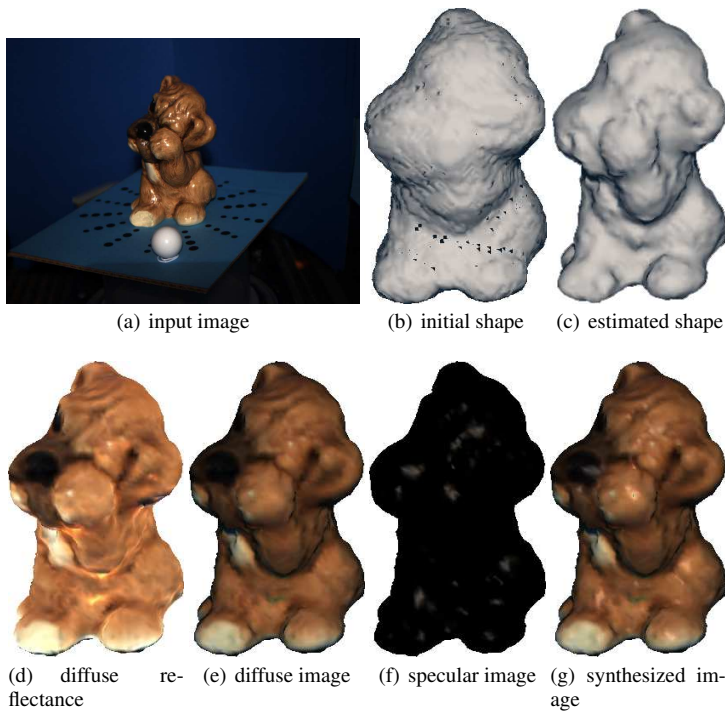 (a) input image
(b) initial shape
(c) estimated shape
(d) diffuse re-
flectance
(e) diffuse image
(f) specular image
(g) synthesized im-
age